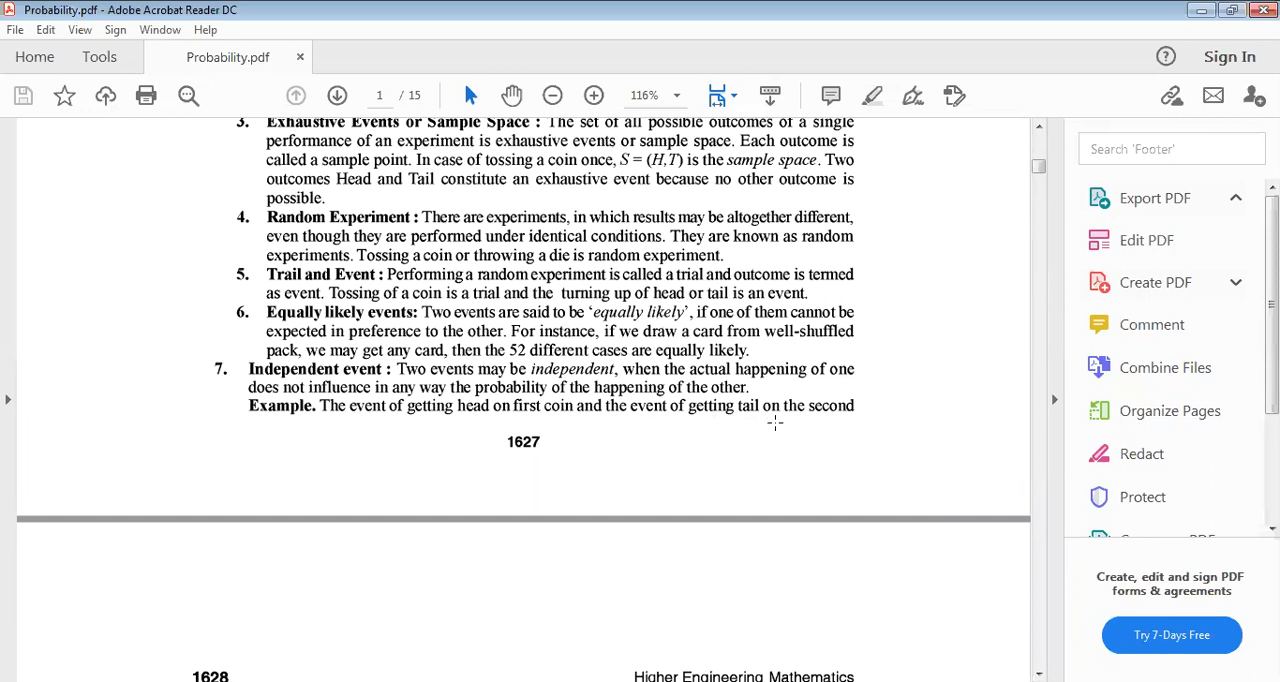 Probability.pdf - Adobe Acrobat Reader DC
File Edit View Sign Window Help
Home Tools Probability.pdf × Sign In
1 / 15 116%
3. Exhaustive Events or Sample Space : The set of all possible outcomes of a single
performance of an experiment is exhaustive events or sample space. Each outcome is
called a sample point. In case of tossing a coin once, S = (H,T) is the sample space. Two
outcomes Head and Tail constitute an exhaustive event because no other outcome is
possible.
4. Random Experiment : There are experiments, in which results may be altogether different,
even though they are performed under identical conditions. They are known as random
experiments. Tossing a coin or throwing a die is random experiment.
5. Trail and Event : Performing a random experiment is called a trial and outcome is termed
as event. Tossing of a coin is a trial and the turning up of head or tail is an event.
6. Equally likely events: Two events are said to be ‘equally likely’, if one of them cannot be
expected in preference to the other. For instance, if we draw a card from well-shuffled
pack, we may get any card, then the 52 different cases are equally likely.
7. Independent event : Two events may be independent, when the actual happening of one
does not influence in any way the probability of the happening of the other.
Example. The event of getting head on first coin and the event of getting tail on the second
1627
1628 Higher Engineering Mathematics
Search 'Footer'
Export PDF
Edit PDF
Create PDF
Comment
Combine Files
Organize Pages
Redact
Protect
Create, edit and sign PDF
forms & agreements
Try 7-Days Free